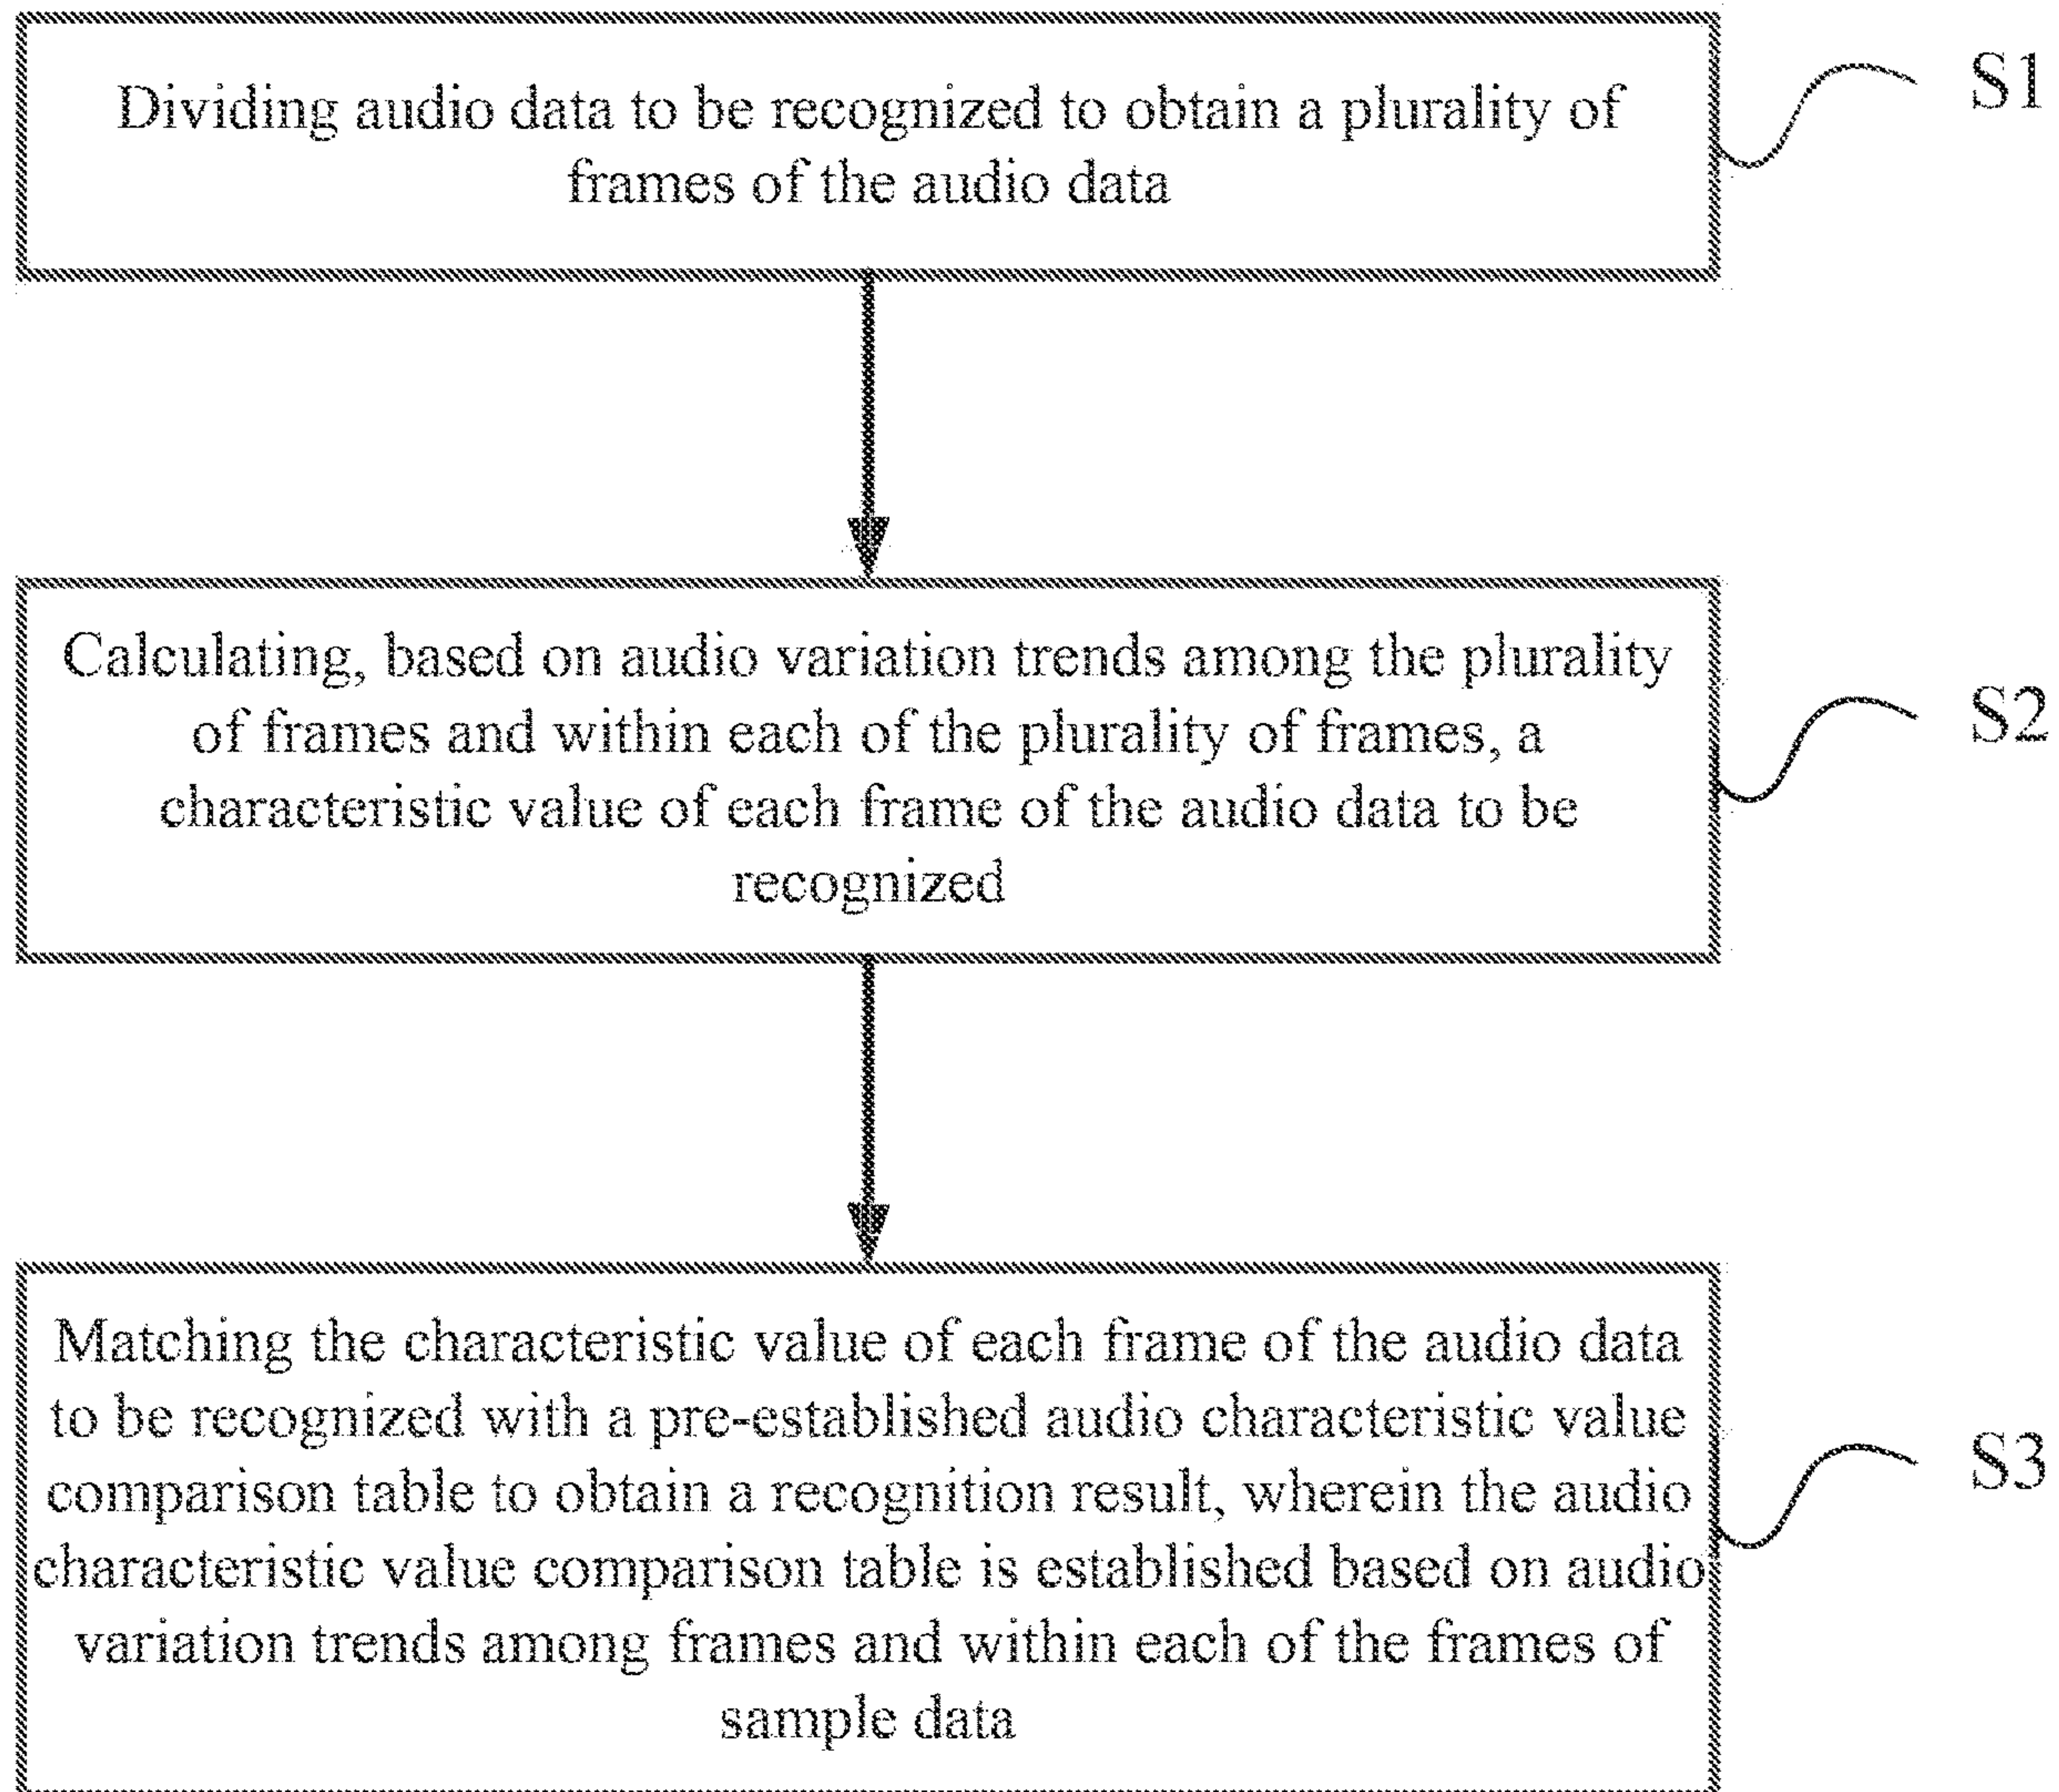 Dividing audio data to be recognized to obtain a plurality of
frames of the audio data
S1
Calculating, based on audio variation trends among the plurality
of frames and within each of the plurality of frames, a
characteristic value of each frame of the audio data to be
recognized
S2
Matching the characteristic value of each frame of the audio data
to be recognized with a pre-established audio characteristic value
comparison table to obtain a recognition result, wherein the audio
characteristic value comparison table is established based on audio
variation trends among frames and within each of the frames of
sample data
S3